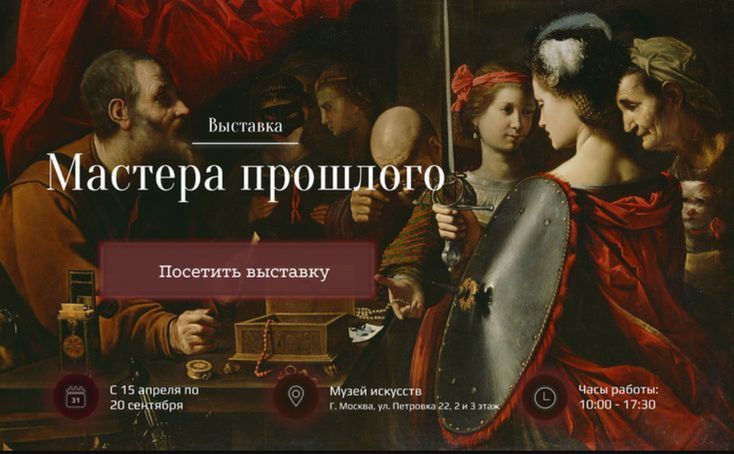 Выставка
Мастера прошлого
Посетить выставку
31
С 15 апреля по
20 сентября
Музей искусств
Г. Москва, ул. Петровка 22, 2 и 3 этаж
Часы работы:
10:00 - 17:30